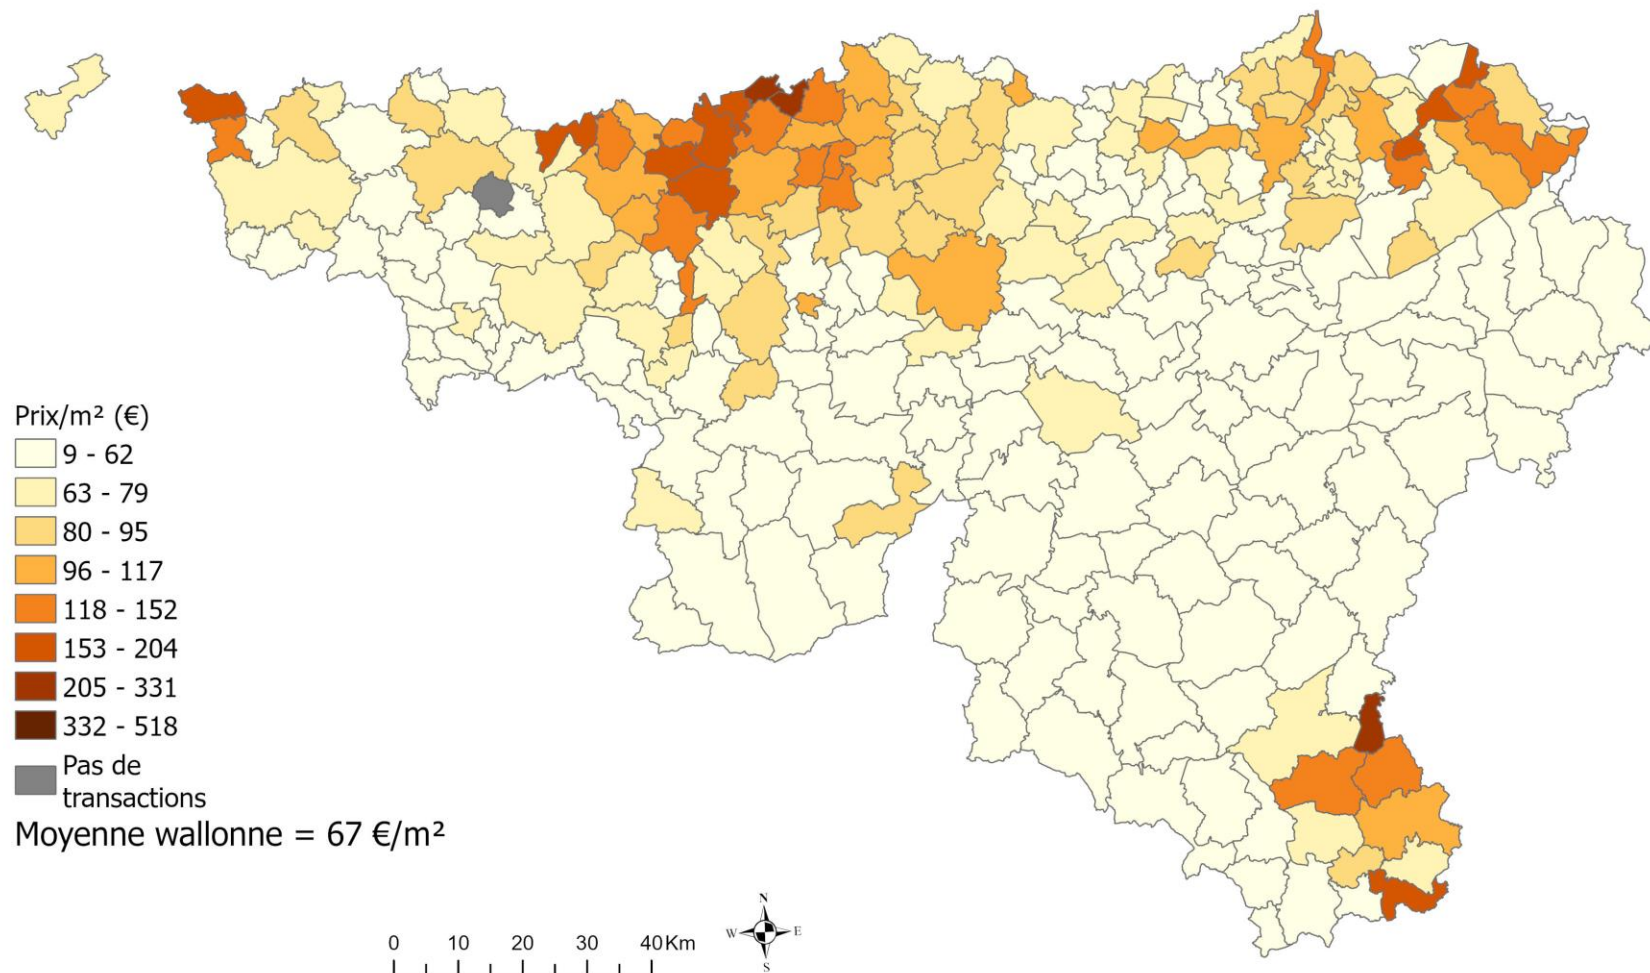 Prix/m² (€)
9 - 62
63 - 79
80 - 95
96 - 117
118 - 152
153 - 204
205 - 331
332 - 518
Pas de
transactions
Moyenne wallonne = 67 €/m²
N
W E
S
0 10 20 30 40 Km